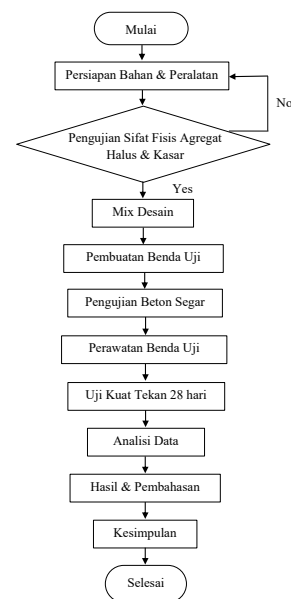 Mulai
Persiapan Bahan & Peralatan
No
Pengujian Sifat Fisis Agregat
Halus & Kasar
Yes
Mix Desain
Pembuatan Benda Uji
Pengujian Beton Segar
Perawatan Benda Uji
Uji Kuat Tekan 28 hari
Analisi Data
Hasil & Pembahasan
Kesimpulan
Selesai